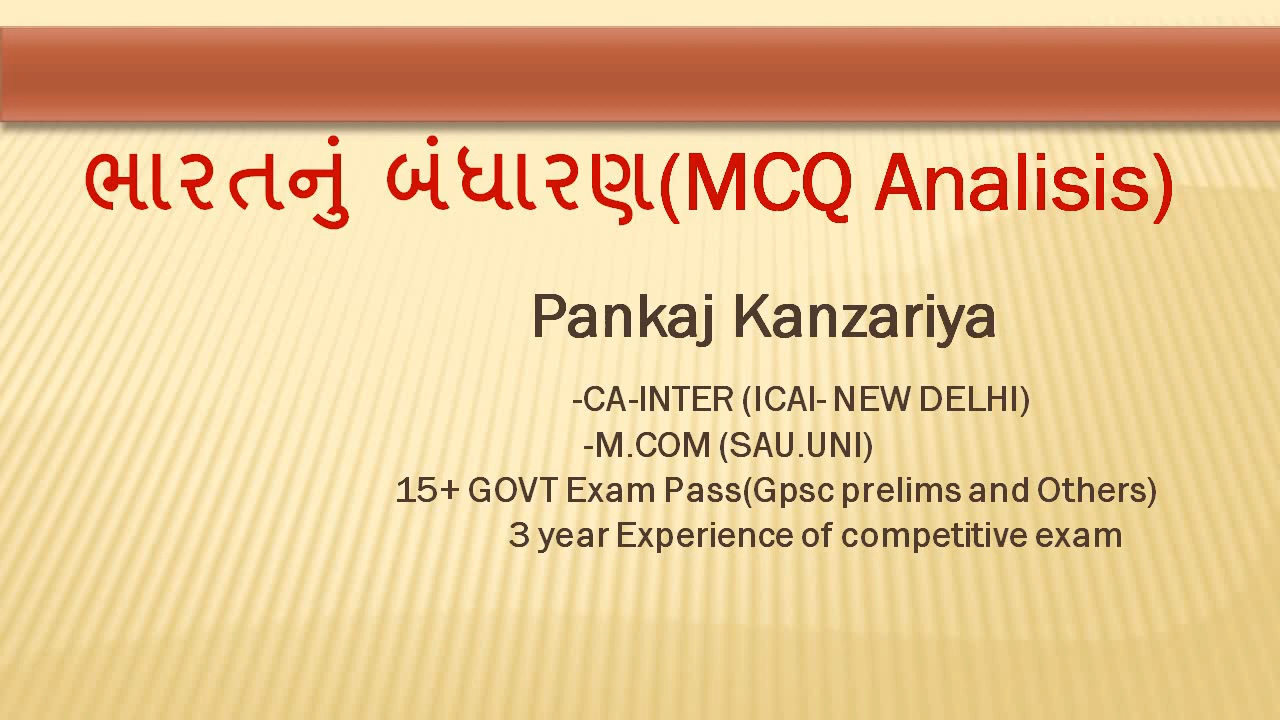 ભારતનું બંધારણ(MCQ Analisis)
Pankaj Kanzariya
-CA-INTER (ICAI- NEW DELHI)
-M.COM (SAU.UNI)
15+ GOVT Exam Pass(Gpsc prelims and Others)
3 year Experience of competitive exam